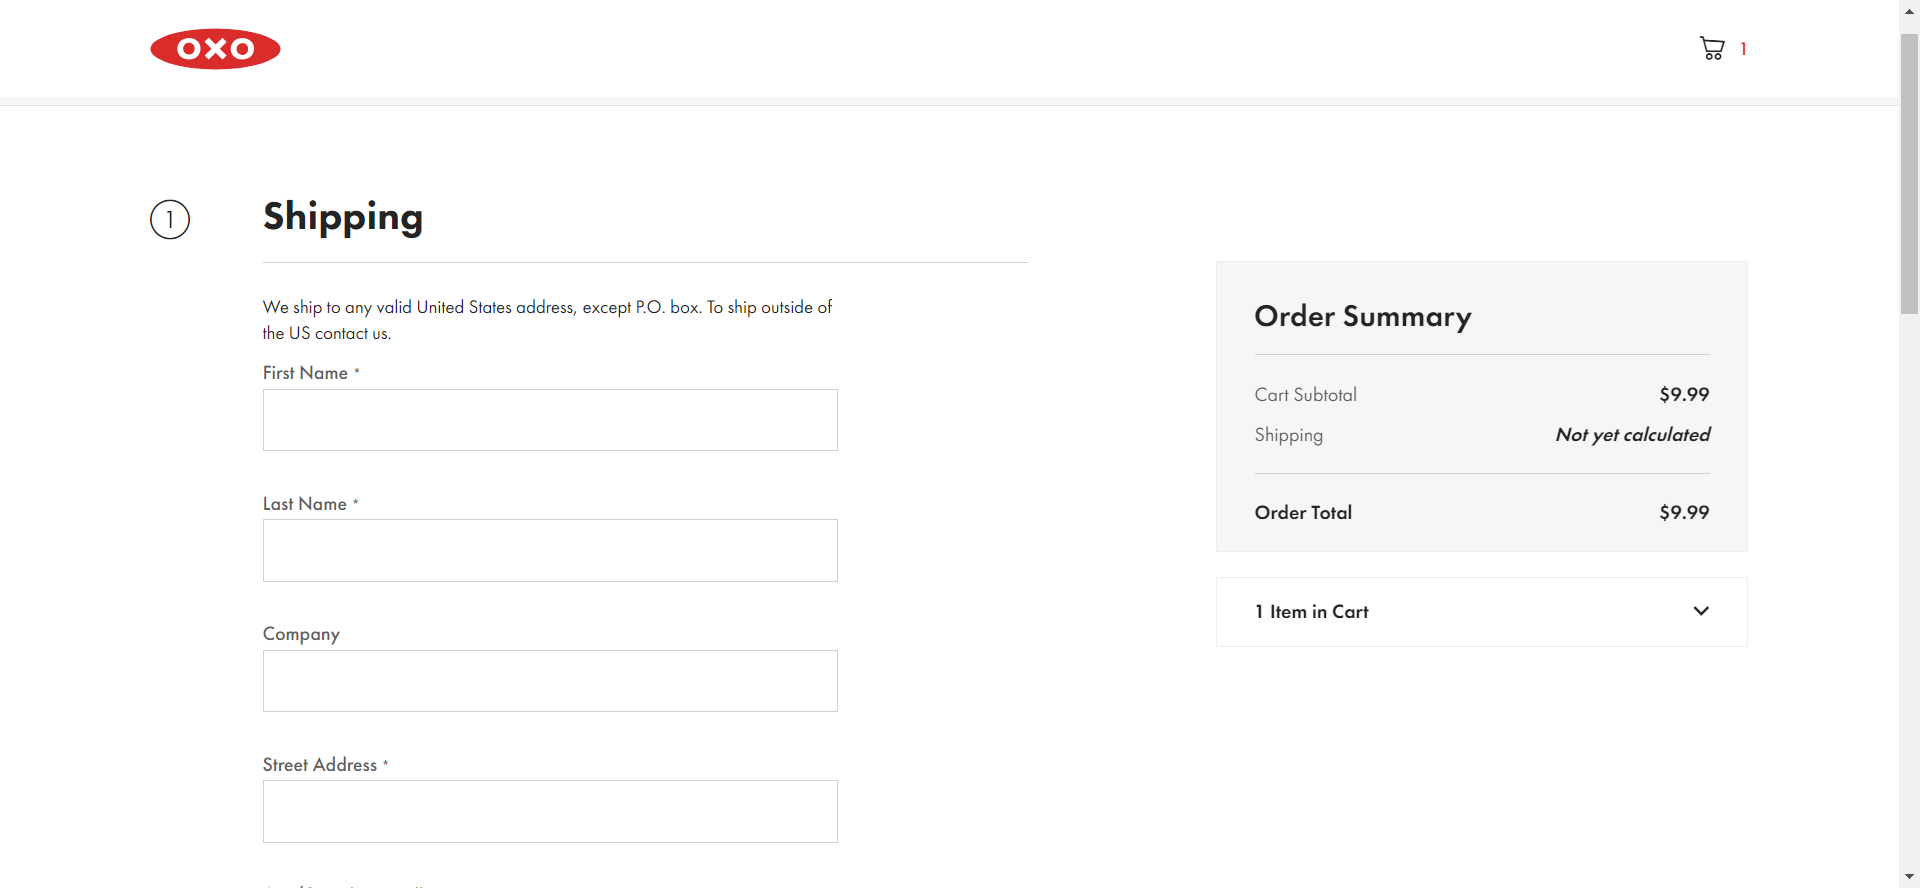 OXO
1
1
Shipping
We ship to any valid United States address, except P.O. box. To ship outside of
the US contact us.
First Name *
Last Name *
Company
Street Address *
Order Summary
Cart Subtotal $9.99
Shipping Not yet calculated
Order Total $9.99
1 Item in Cart